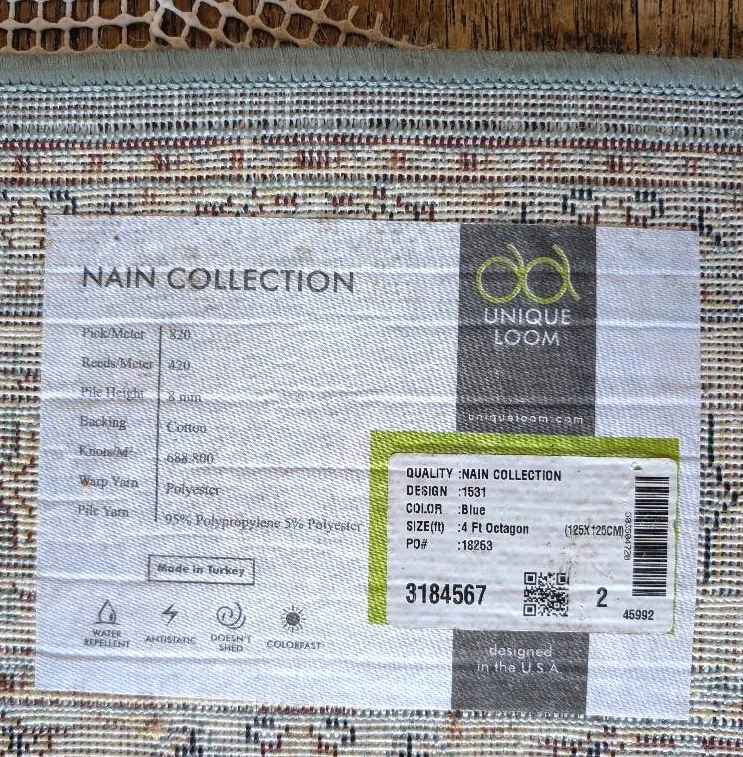 NAIN COLLECTION
Pick/Meter 820
Reeds/Meter 420
Pile Height 8 mm
Backing Cotton
Knots/M² 688.800
Warp Yarn Polyester
Pile Yarn 95% Polypropylene 5% Polyester
Made in Turkey
WATER REPELLENT
ANTISTATIC
DOESN'T SHED
COLORFAST
UNIQUE
LOOM
uniqueloom.com
QUALITY :NAIN COLLECTION
DESIGN :1531
COLOR :Blue
SIZE(ft) :4 Ft Octagon (125X125CM)
PO# :18253
3184567
2
45992
designed
in the U.S.A.